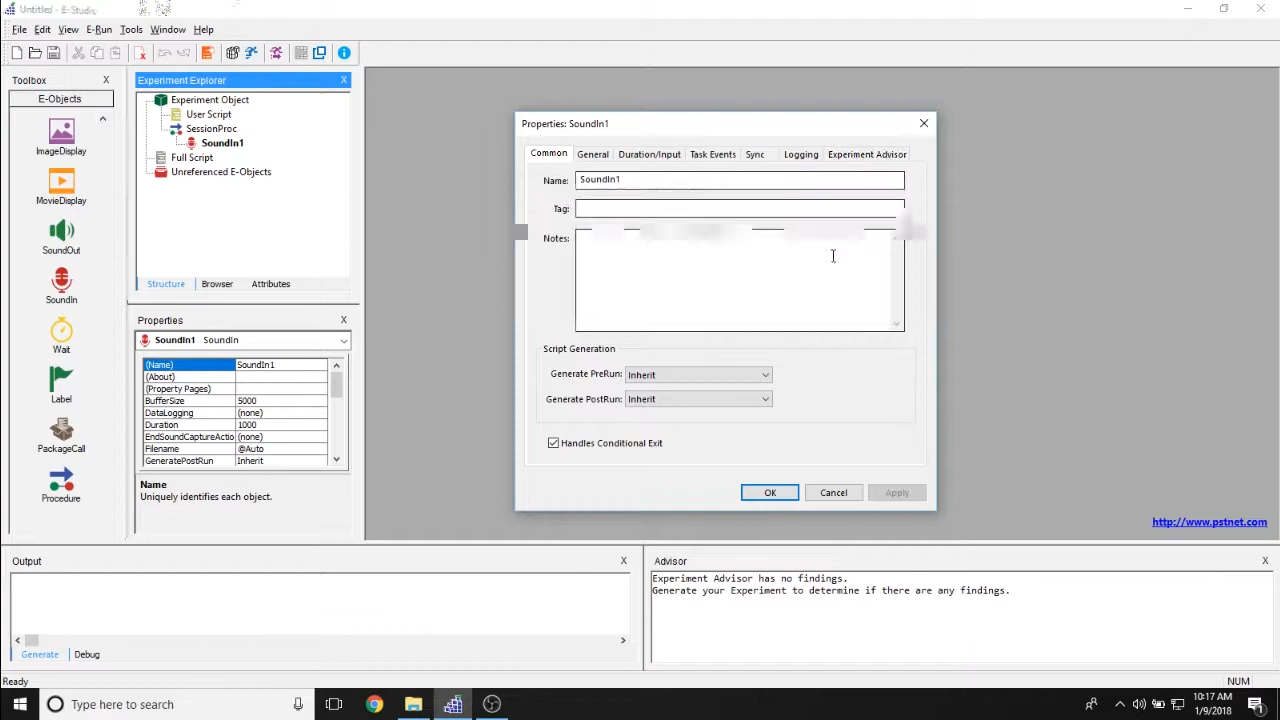 Untitled - E-Studio
File Edit View E-Run Tools Window Help
Toolbox X
E-Objects
ImageDisplay
MovieDisplay
SoundOut
SoundIn
Wait
Label
PackageCall
Procedure
Experiment Explorer X
Experiment Object
User Script
SessionProc
SoundIn1
Full Script
Unreferenced E-Objects
Structure Browser Attributes
Properties X
SoundIn1 SoundIn
(Name) SoundIn1
(About)
(Property Pages)
BufferSize 5000
DataLogging (none)
Duration 1000
EndSoundCaptureActio (none)
Filename @Auto
GeneratePostRun Inherit
Name
Uniquely identifies each object.
Properties: SoundIn1
Common General Duration/Input Task Events Sync Logging Experiment Advisor
Name: SoundIn1
Tag:
Notes:
Script Generation
Generate PreRun: Inherit
Generate PostRun: Inherit
Handles Conditional Exit
OK Cancel Apply
http://www.pstnet.com
Output X
Generate Debug
Advisor X
Experiment Advisor has no findings.
Generate your Experiment to determine if there are any findings.
Ready NUM
Type here to search
10:17 AM
1/9/2018
1